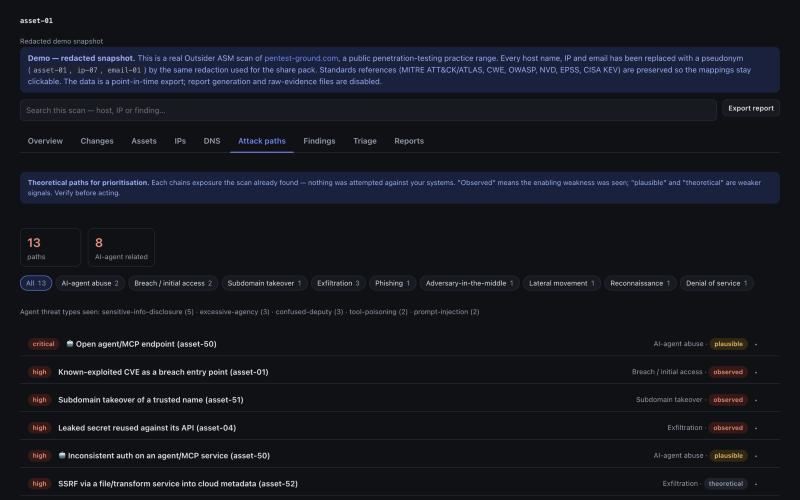 asset-01
Redacted demo snapshot
Demo — redacted snapshot. This is a real Outsider ASM scan of pentest-ground.com, a public penetration-testing practice range. Every host name, IP and email has been replaced with a pseudonym
( asset-01 , ip-07, email-01 ) by the same redaction used for the share pack. Standards references (MITRE ATT&CK/ATLAS, CWE, OWASP, NVD, EPSS, CISA KEV) are preserved so the mappings stay
clickable. The data is a point-in-time export; report generation and raw-evidence files are disabled.
Search this scan — host, IP or finding...
Export report
Overview Changes Assets IPs DNS Attack paths Findings Triage Reports
Theoretical paths for prioritisation. Each chains exposure the scan already found — nothing was attempted against your systems. "Observed" means the enabling weakness was seen; "plausible" and "theoretical" are weaker
signals. Verify before acting.
13 8
paths AI-agent related
All 13 AI-agent abuse 2 Breach / initial access 2 Subdomain takeover 1 Exfiltration 3 Phishing 1 Adversary-in-the-middle 1 Lateral movement 1 Reconnaissance 1 Denial of service 1
Agent threat types seen: sensitive-info-disclosure (5) · excessive-agency (3) · confused-deputy (3) · tool-poisoning (2) · prompt-injection (2)
critical Open agent/MCP endpoint (asset-50) AI-agent abuse · plausible
high Known-exploited CVE as a breach entry point (asset-01) Breach / initial access · observed
high Subdomain takeover of a trusted name (asset-51) Subdomain takeover · observed
high Leaked secret reused against its API (asset-04) Exfiltration · observed
high Inconsistent auth on an agent/MCP service (asset-50) AI-agent abuse · plausible
high SSRF via a file/transform service into cloud metadata (asset-52) Exfiltration · theoretical